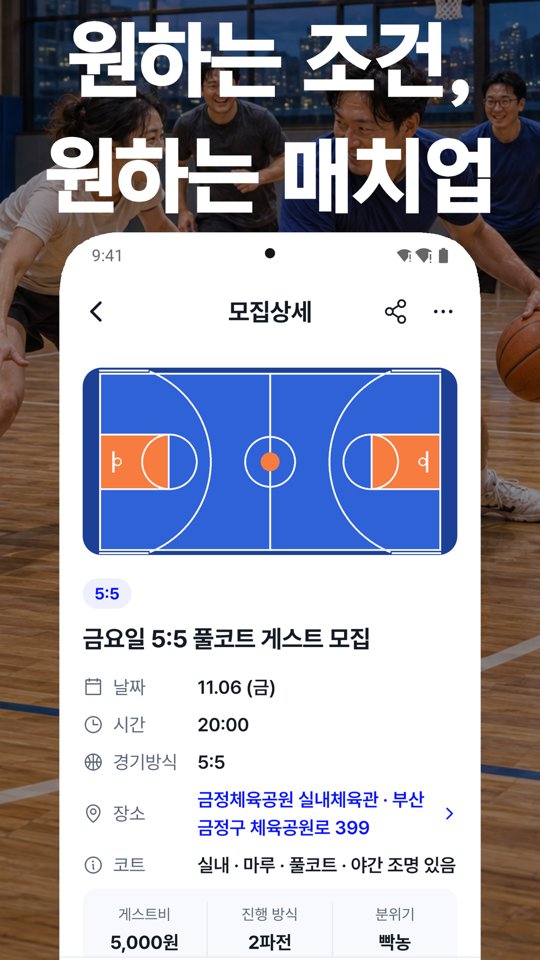 원하는 조건,
원하는 매치업
9:41
모집상세
5:5
금요일 5:5 풀코트 게스트 모집
날짜 11.06 (금)
시간 20:00
경기방식 5:5
장소 금정체육공원 실내체육관 · 부산
금정구 체육공원로 399
코트 실내 · 마루 · 풀코트 · 야간 조명 있음
게스트비 진행 방식 분위기
5,000원 2파전 빡농